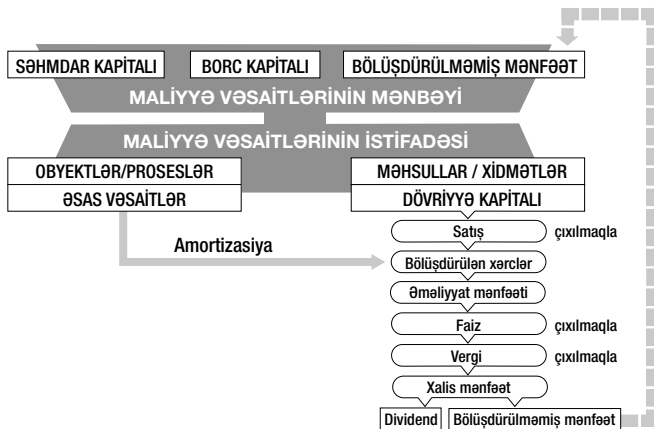 SƏHMDAR KAPİTALI BORC KAPİTALI BÖLÜŞDÜRÜLMƏMİŞ MƏNFƏƏT
MALİYYƏ VƏSAİTLƏRİNİN MƏNBƏYİ
MALİYYƏ VƏSAİTLƏRİNİN İSTİFADƏSİ
OBYEKTLƏR/PROSESLƏR MƏHSULLAR / XİDMƏTLƏR
ƏSAS VƏSAİTLƏR DÖVRİYYƏ KAPİTALI
Satış çıxılmaqla
Amortizasiya
Bölüşdürülən xərclər
Əməliyyat mənfəəti
Faiz çıxılmaqla
Vergi çıxılmaqla
Xalis mənfəət
Dividend Bölüşdürülməmiş mənfəət